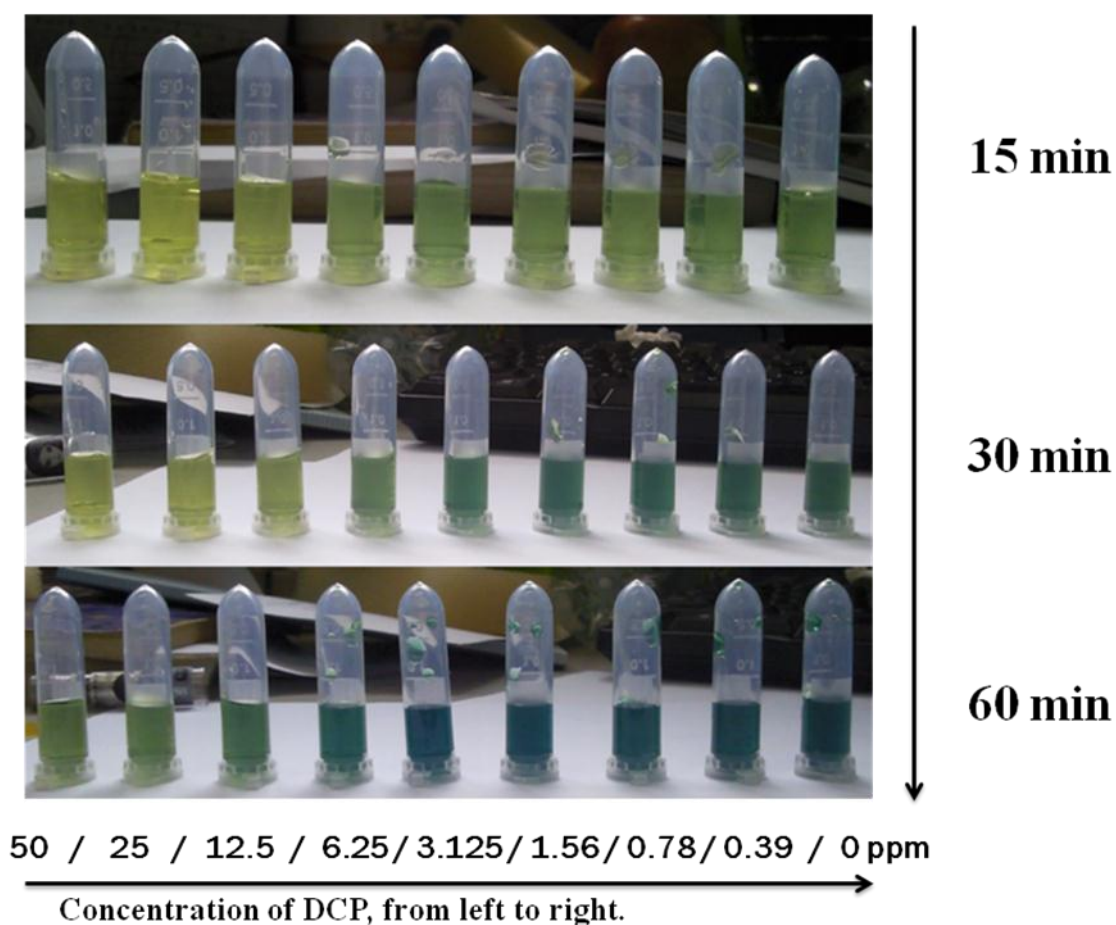 15 min
30 min
60 min
50 / 25 / 12.5 / 6.25/ 3.125/ 1.56/ 0.78/ 0.39 / 0 ppm
Concentration of DCP, from left to right.